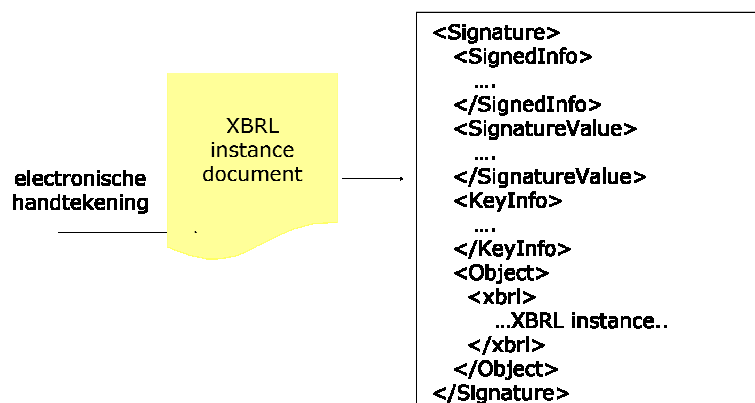 electronische
handtekening
XBRL
instance
document
<Signature>
<SignedInfo>
....
</SignedInfo>
<SignatureValue>
....
</SignatureValue>
<KeyInfo>
....
</KeyInfo>
<Object>
<xbrl>
...XBRL instance..
</xbrl>
</Object>
</Signature>